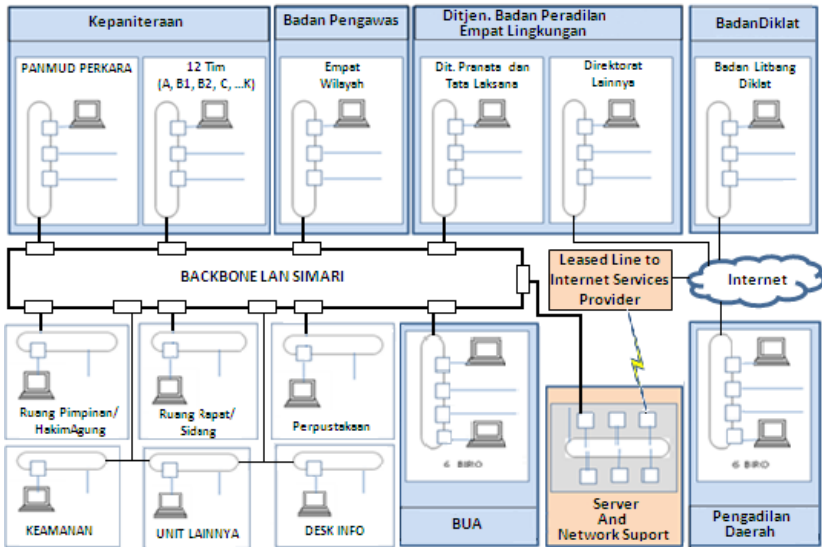 Kepaniteraan
Badan Pengawas
Ditjen. Badan Peradilan
Empat Lingkungan
BadanDiklat
PANMUD PERKARA
12 Tim
(A, B1, B2, C, ...K)
Empat
Wilayah
Dit. Pranata dan
Tata Laksana
Direktorat
Lainnya
Badan Litbang
Diklat
BACKBONE LAN SIMARI
Leased Line to
Internet Services
Provider
Internet
Ruang Pimpinan/
HakimAgung
Ruang Rapat/
Sidang
Perpustakaan
KEAMANAN
UNIT LAINNYA
DESK INFO
6 BIRO
BUA
Server
And
Network Suport
6 BIRO
Pengadilan
Daerah